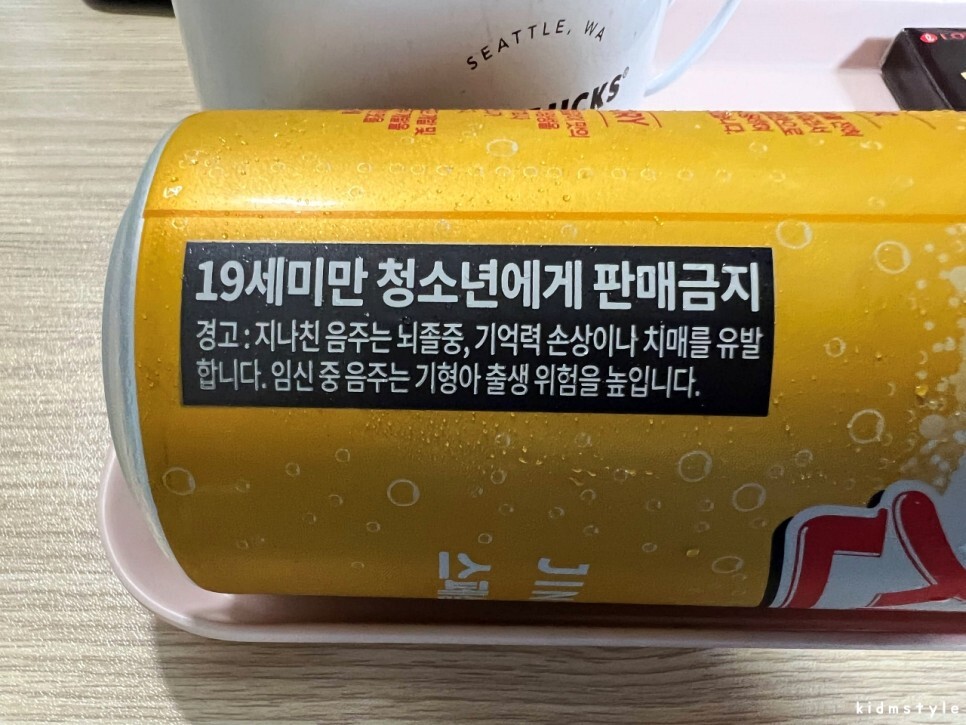 SEATTLE, WA
19세미만 청소년에게 판매금지
경고 : 지나친 음주는 뇌졸중, 기억력 손상이나 치매를 유발
합니다. 임신 중 음주는 기형아 출생 위험을 높입니다.
JIN
kidmstyle